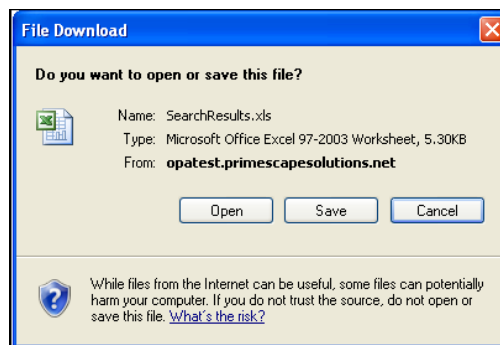 File Download
Do you want to open or save this file?
Name: SearchResults.xls
Type: Microsoft Office Excel 97-2003 Worksheet, 5.30KB
From: opatest.primescapesolutions.net
Open Save Cancel
While files from the Internet can be useful, some files can potentially
harm your computer. If you do not trust the source, do not open or
save this file. What's the risk?